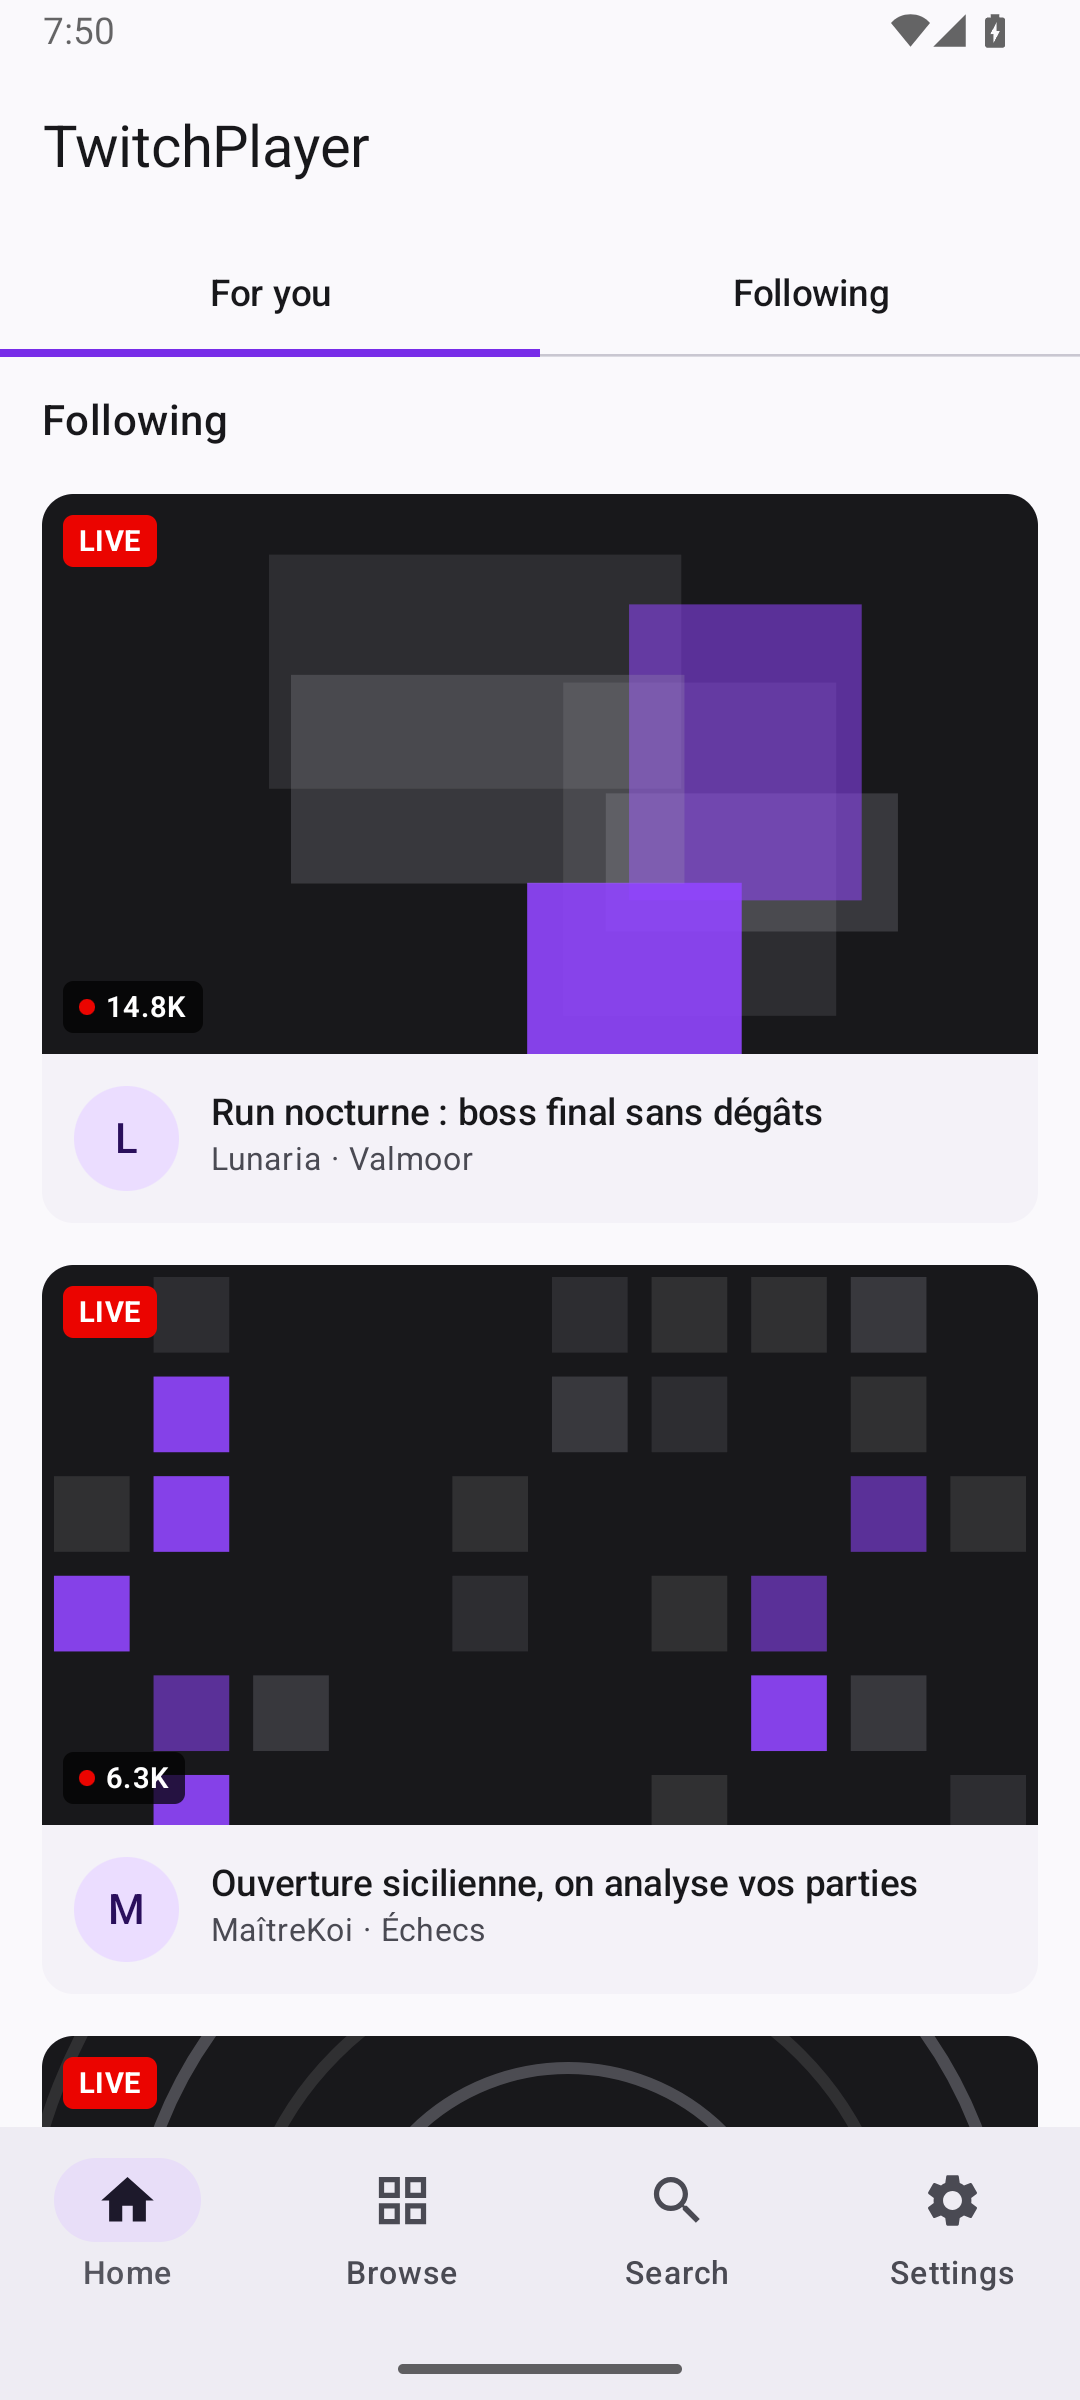 7:50
TwitchPlayer
For you
Following
Following
LIVE
14.8K
L
Run nocturne : boss final sans dégâts
Lunaria · Valmoor
LIVE
6.3K
M
Ouverture sicilienne, on analyse vos parties
MaîtreKoi · Échecs
LIVE
Home
Browse
Search
Settings